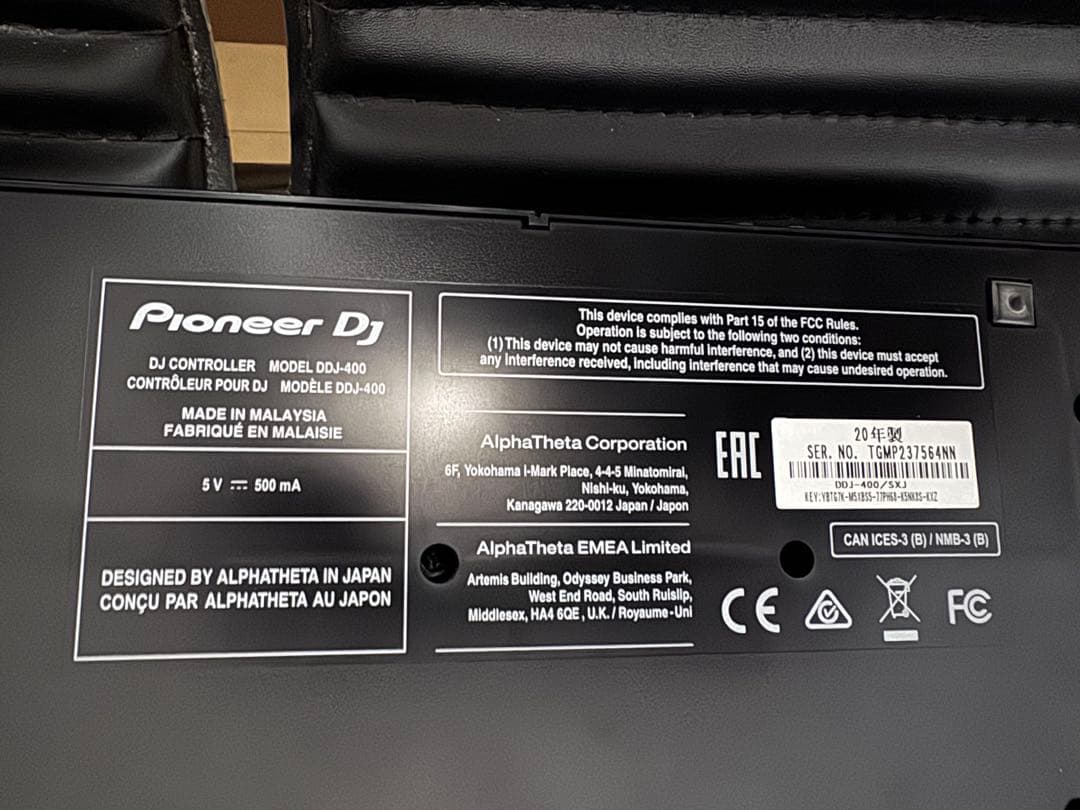 Pioneer Dj
DJ CONTROLLER MODEL DDJ-400
CONTRÔLEUR POUR DJ MODÈLE DDJ-400
MADE IN MALAYSIA
FABRIQUÉ EN MALAISIE
5 V ⎓ 500 mA
DESIGNED BY ALPHATHETA IN JAPAN
CONÇU PAR ALPHATHETA AU JAPON
This device complies with Part 15 of the FCC Rules.
Operation is subject to the following two conditions:
(1) This device may not cause harmful interference, and (2) this device must accept
any interference received, including interference that may cause undesired operation.
AlphaTheta Corporation
6F, Yokohama i-Mark Place, 4-4-5 Minatomirai,
Nishi-ku, Yokohama,
Kanagawa 220-0012 Japan / Japon
AlphaTheta EMEA Limited
Artemis Building, Odyssey Business Park,
West End Road, South Ruislip,
Middlesex, HA4 6QE , U.K. / Royaume-Uni
EAC
20年製
SER. NO. TGMP237564NN
DDJ-400/SXJ
CAN ICES-3 (B) / NMB-3 (B)
CE
FC